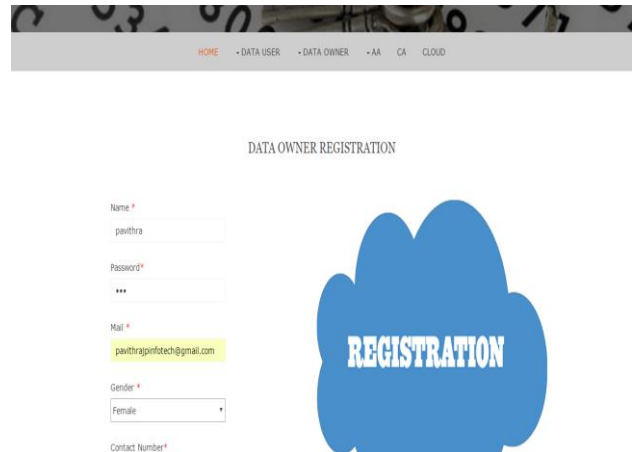 HOME - DATA USER - DATA OWNER - AA CA CLOUD
DATA OWNER REGISTRATION
Name *
pavithra
Password*
•••
Mail *
pavithrajpinfotech@gmail.com
Gender *
Female
Contact Number*
REGISTRATION